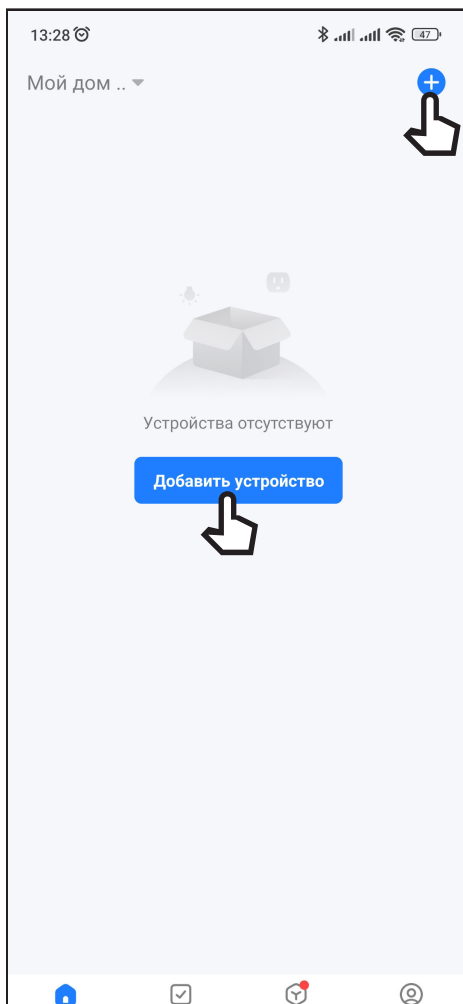 13:28
47
Мой дом ..
Устройства отсутствуют
Добавить устройство